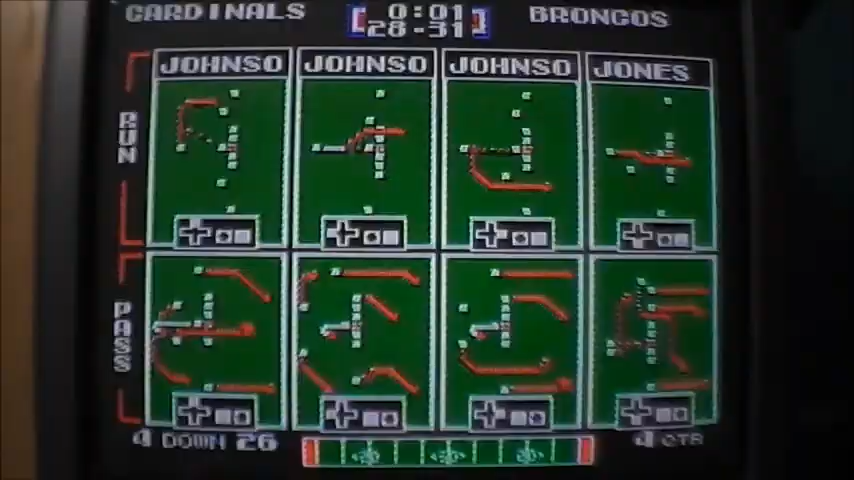 CARDINALS 0:01 BRONCOS
28-31
JOHNSO JOHNSO JOHNSO JONES
RUN
PASS
4 DOWN 26 4 QTR